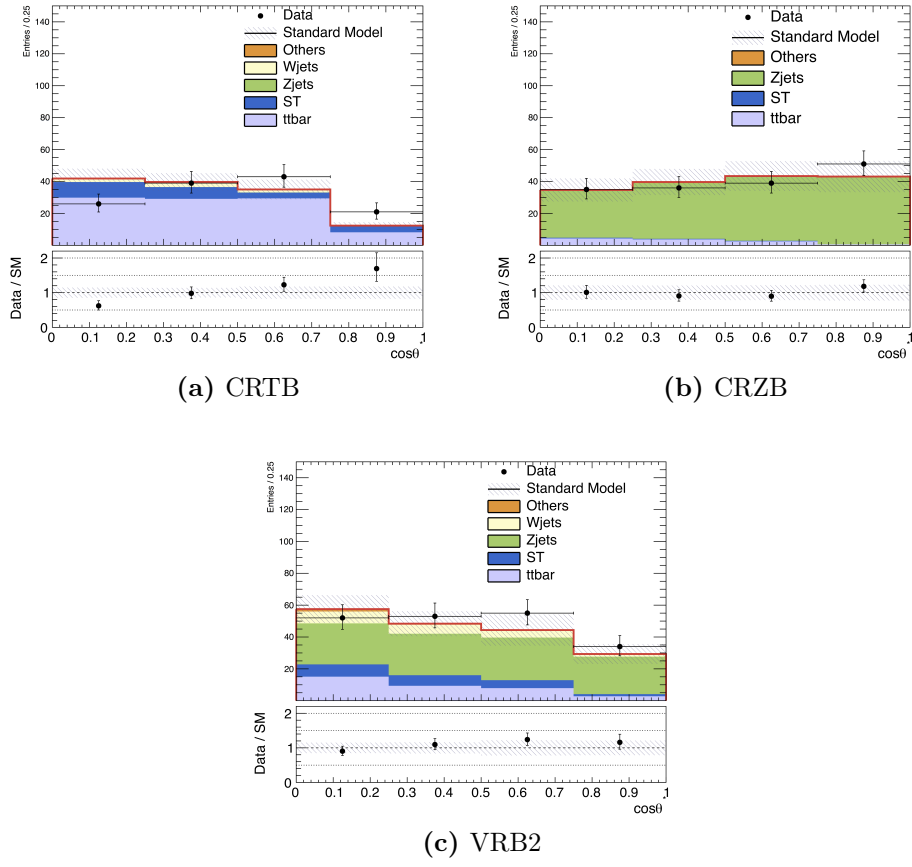 Entries / 0.25
140
120
100
80
60
40
20
Data
Standard Model
Others
Wjets
Zjets
ST
ttbar
Data / SM
2
1
0
0 0.1 0.2 0.3 0.4 0.5 0.6 0.7 0.8 0.9 1
cosθ
(a) CRTB
Entries / 0.25
140
120
100
80
60
40
20
Data
Standard Model
Others
Zjets
ST
ttbar
Data / SM
2
1
0
0 0.1 0.2 0.3 0.4 0.5 0.6 0.7 0.8 0.9 1
cosθ
(b) CRZB
Entries / 0.25
140
120
100
80
60
40
20
Data
Standard Model
Others
Wjets
Zjets
ST
ttbar
Data / SM
2
1
0
0 0.1 0.2 0.3 0.4 0.5 0.6 0.7 0.8 0.9 1
cosθ
(c) VRB2